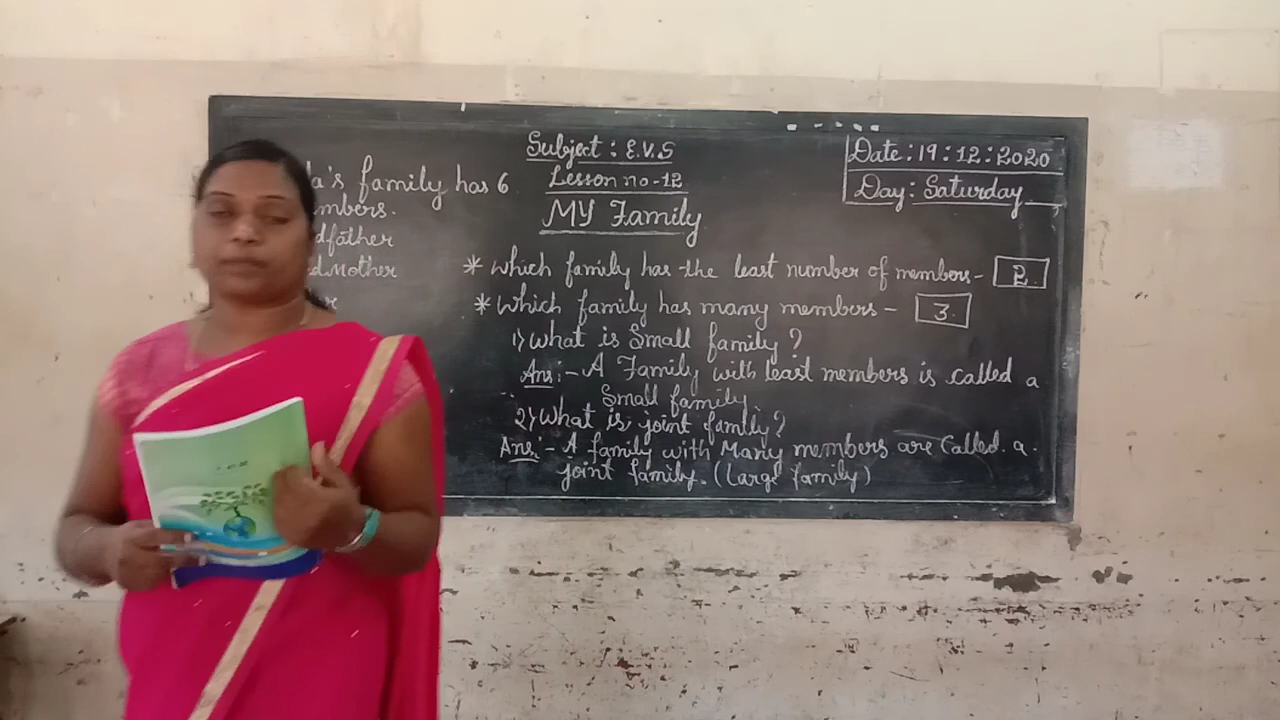 Subject : E.V.S
Lesson no-12
MY Family
Date : 19 : 12 : 2020
Day : Saturday
a's family has 6
mbers.
dfather
dMother
r
* Which family has the least number of members - 2
* Which family has many members - 3
1) What is Small family ?
Ans :- A Family with least members is called a
Small family
2) What is joint family ?
Ans :- A family with Many members are Called a.
joint family. (Large family)